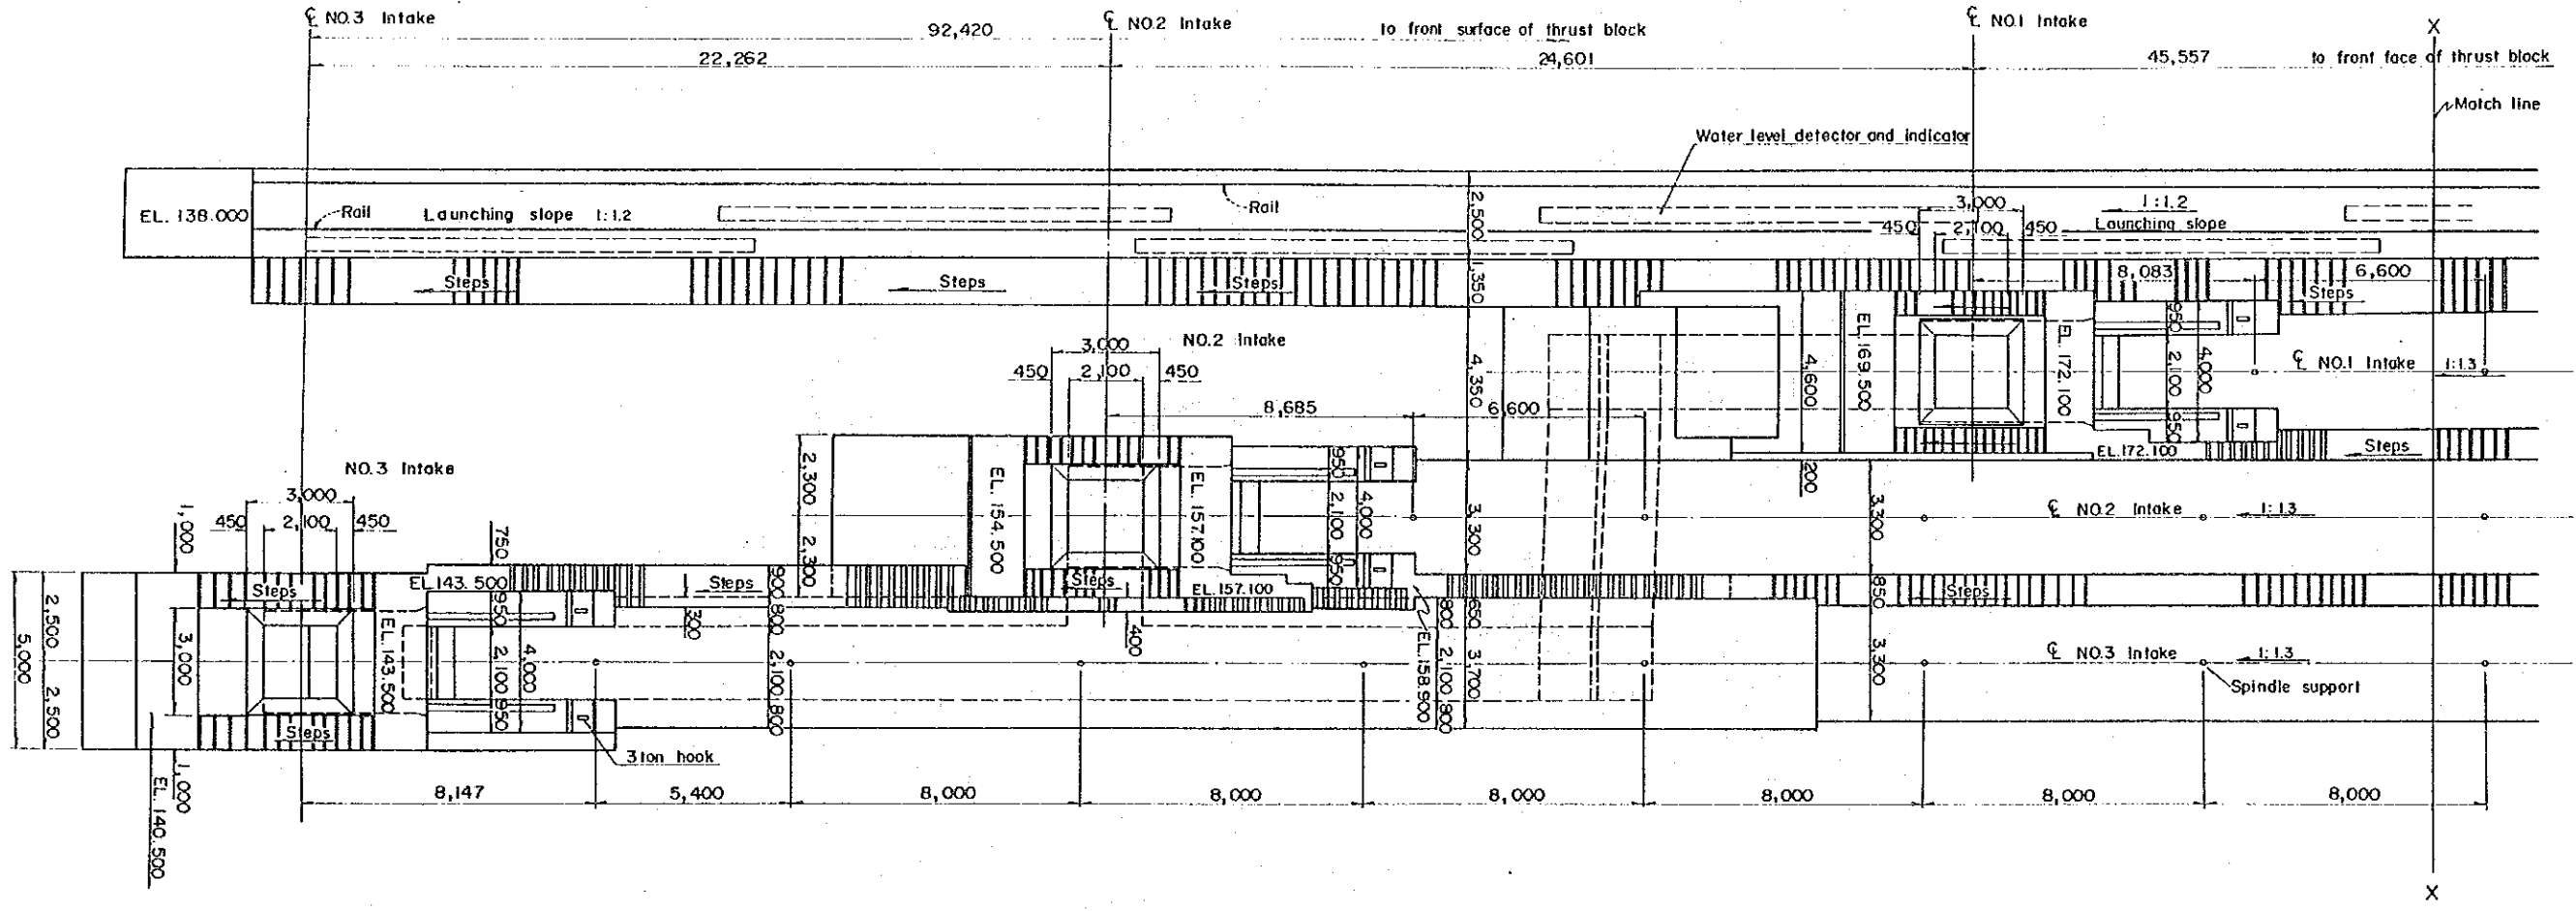 ℄ NO.3 Intake
℄ NO.2 Intake
℄ NO.1 Intake
X
92,420
to front surface of thrust block
22,262
24,601
45,557
to front face of thrust block
Match line
Water level detector and indicator
EL. 138.000
Rail
Launching slope 1:1.2
Rail
2,500
3,000
1:1.2
450
2,100
450
Launching slope
Steps
Steps
Steps
1,350
8,083
6,600
Steps
NO.2 Intake
3,000
450
2,100
450
4,350
4,600
EL.169.500
EL. 172.100
950
2,100
4,000
950
℄ NO.1 Intake
1:1.3
8,685
6,600
EL.172.100
Steps
200
NO.3 Intake
3,000
450
2,100
450
1,000
750
2,300
2,300
EL. 154.500
EL. 157.100
950
2,100
4,000
950
3,300
3,300
℄ NO.2 Intake
1:1.3
EL.143.500
Steps
Steps
Steps
EL.157.100
Steps
5,000
2,500
2,500
3,000
EL.143.500
950
2,100
4,000
950
300
900
800
2,100
800
400
EL.158.900
800
2,100
800
650
3,700
850
3,300
℄ NO.3 Intake
1:1.3
Spindle support
Steps
3 ton hook
1,000
EL. 140.500
8,147
5,400
8,000
8,000
8,000
8,000
8,000
8,000
X